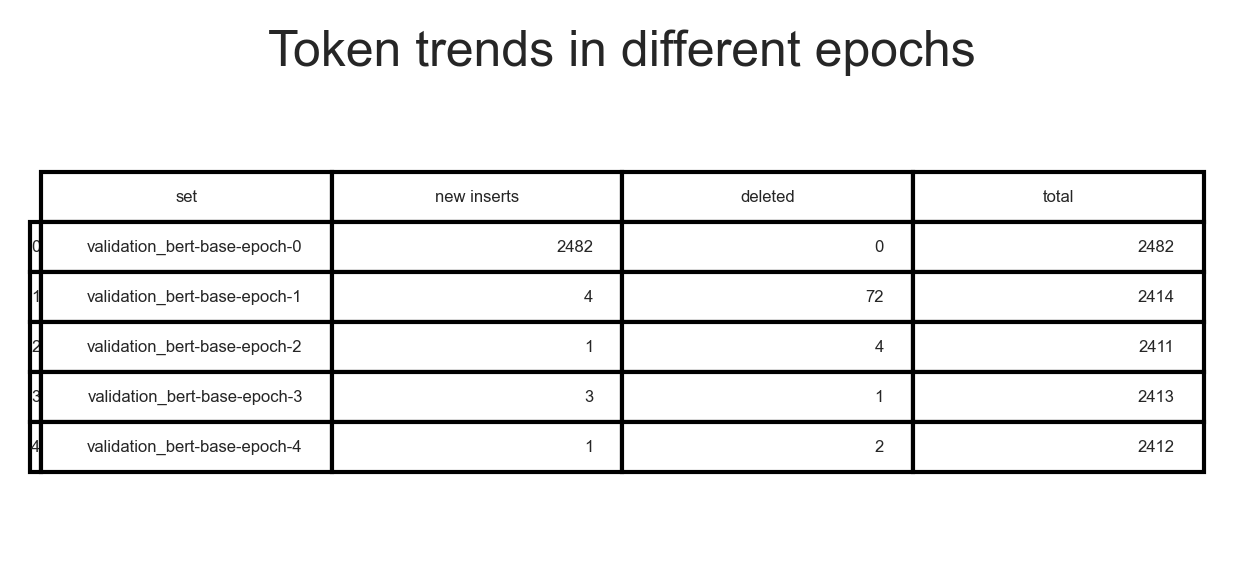 Token trends in different epochs
set new inserts deleted total
0 validation_bert-base-epoch-0 2482 0 2482
1 validation_bert-base-epoch-1 4 72 2414
2 validation_bert-base-epoch-2 1 4 2411
3 validation_bert-base-epoch-3 3 1 2413
4 validation_bert-base-epoch-4 1 2 2412